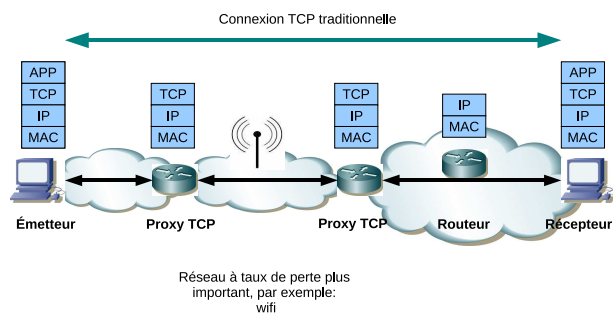 Connexion TCP traditionnelle
APP
TCP
IP
MAC
TCP
IP
MAC
TCP
IP
MAC
IP
MAC
APP
TCP
IP
MAC
Émetteur
Proxy TCP
Proxy TCP
Routeur
Récepteur
Réseau à taux de perte plus
important, par exemple:
wifi